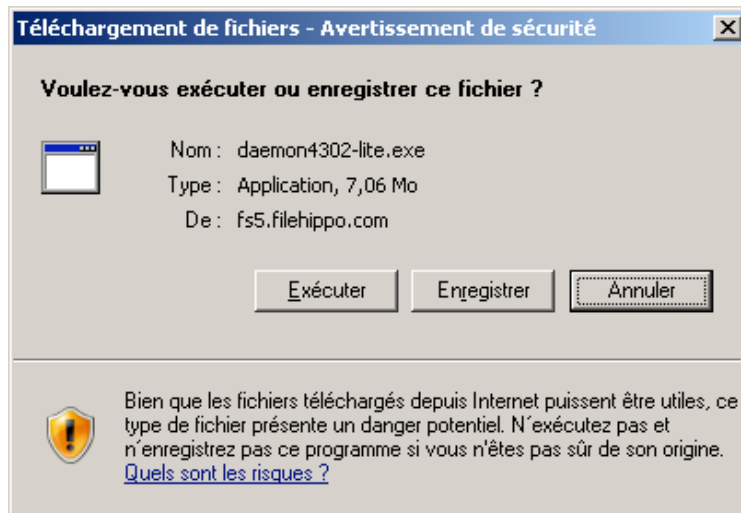 Téléchargement de fichiers - Avertissement de sécurité
Voulez-vous exécuter ou enregistrer ce fichier ?
Nom : daemon4302-lite.exe
Type : Application, 7,06 Mo
De : fs5.filehippo.com
Exécuter Enregistrer Annuler
Bien que les fichiers téléchargés depuis Internet puissent être utiles, ce
type de fichier présente un danger potentiel. N´exécutez pas et
n´enregistrez pas ce programme si vous n'êtes pas sûr de son origine.
Quels sont les risques ?